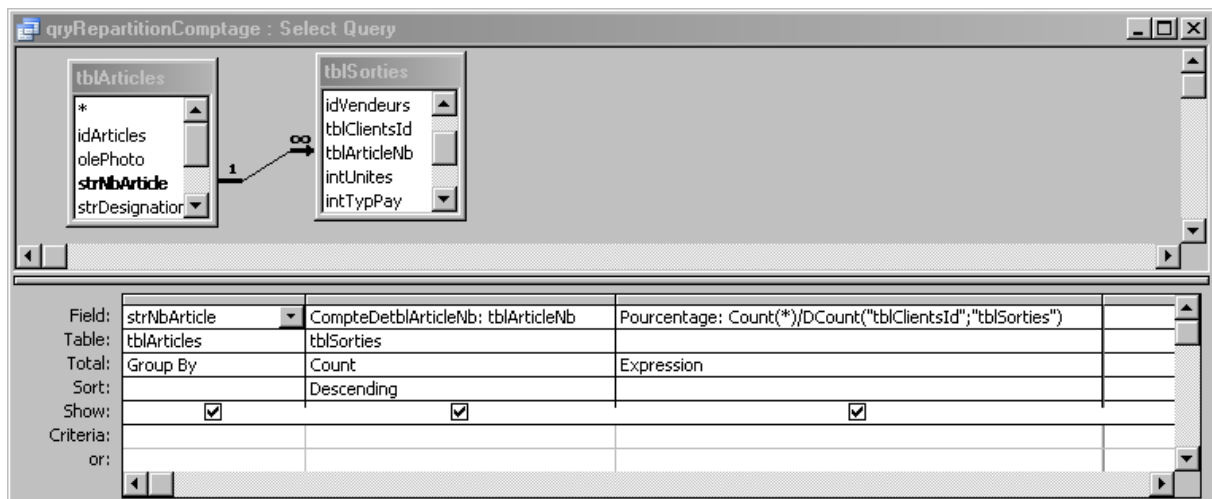 qryRepartitionComptage : Select Query
tblArticles
*
idArticles
olePhoto
strNbArticle
strDesignation
1
∞
tblSorties
idVendeurs
tblClientsId
tblArticleNb
intUnites
intTypPay
Field: strNbArticle CompteDetblArticleNb: tblArticleNb Pourcentage: Count(*)/DCount("tblClientsId";"tblSorties")
Table: tblArticles tblSorties
Total: Group By Count Expression
Sort: Descending
Show:
Criteria:
or: